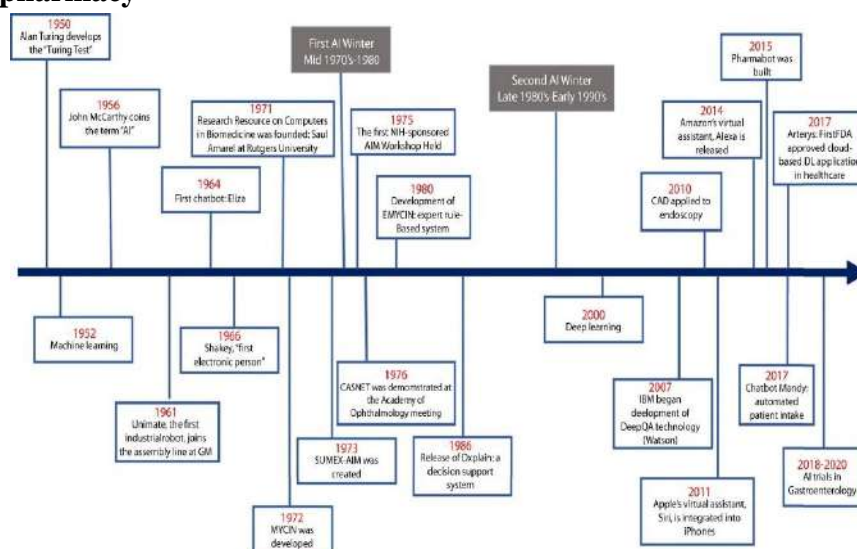 pharmacy
1950
Alan Turing develops
the "Turing Test"
1956
John McCarthy coins
the term "AI"
1964
First chatbot: Eliza
1971
Research Resource on Computers
in Biomedicine was founded; Saul
Amarel at Rutgers University
First AI Winter
Mid 1970's-1980
1975
The first NIH-sponsored
AIM Workshop Held
1980
Development of
EMYCIN: expert rule-
Based system
Second AI Winter
Late 1980's-Early 1990's
2010
CAD applied to
endoscopy
2014
Amazon's virtual
assistant, Alexa is
released
2015
Pharmabot was
built
2017
Arterys: FirstFDA
approved cloud-
based DL application
in healthcare
1952
Machine learning
1961
Unimate, the first
industrialrobot, joins
the assembly line at GM
1966
Shakey, "first
electronic person"
1972
MYCIN was
developed
1973
SUMEX-AIM was
created
1976
CASNET was demonstrated at
the Academy of
Ophthalmology meeting
1986
Release of Dxplain: a
decision support
system
2000
Deep learning
2007
IBM began
development of
DeepQA technology
(Watson)
2011
Apple's virtual assistant,
Siri, is integrated into
iPhones
2017
Chatbot Mandy:
automated
patient intake
2018-2020
AI trials in
Gastroenterology